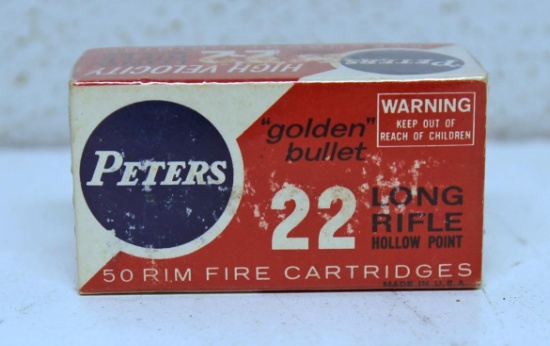 PETERS
HIGH VELOCITY
22
PETERS
"golden"
bullet
WARNING
KEEP OUT OF
REACH OF CHILDREN
22
LONG
RIFLE
HOLLOW POINT
50 RIM FIRE CARTRIDGES
MADE IN U.S.A.